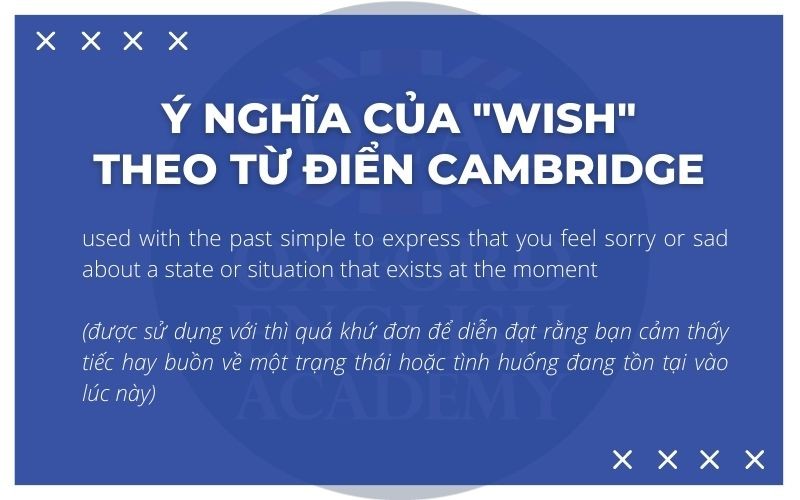 Ý NGHĨA CỦA "WISH"
THEO TỪ ĐIỂN CAMBRIDGE
used with the past simple to express that you feel sorry or sad
about a state or situation that exists at the moment
(được sử dụng với thì quá khứ đơn để diễn đạt rằng bạn cảm thấy
tiếc hay buồn về một trạng thái hoặc tình huống đang tồn tại vào
lúc này)
OXFORD
ENGLISH
ACADEMY